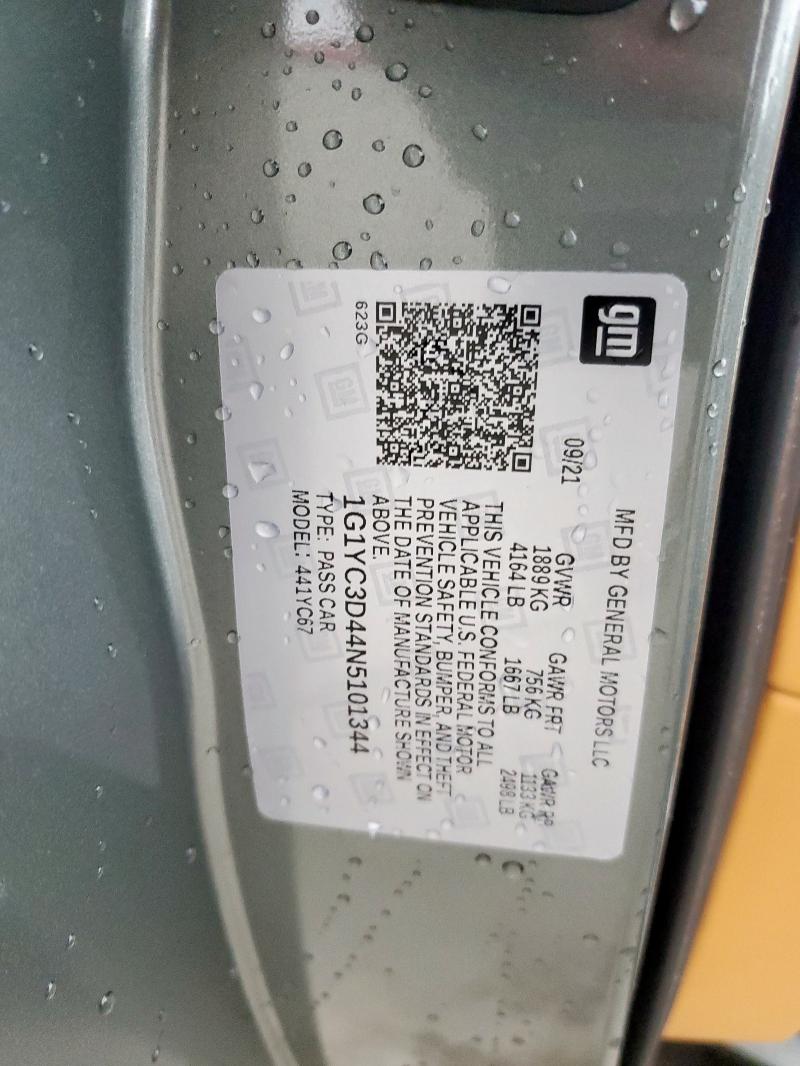 gm
MFD BY GENERAL MOTORS LLC
09/21
GVWR GAWR FRT GAWR RR
1889 KG 756 KG 1133 KG
4164 LB 1667 LB 2498 LB
THIS VEHICLE CONFORMS TO ALL
APPLICABLE U.S. FEDERAL MOTOR
VEHICLE SAFETY, BUMPER, AND THEFT
PREVENTION STANDARDS IN EFFECT ON
THE DATE OF MANUFACTURE SHOWN
ABOVE.
1G1YC3D44N5101344
TYPE: PASS CAR
MODEL: 441YC67
623G